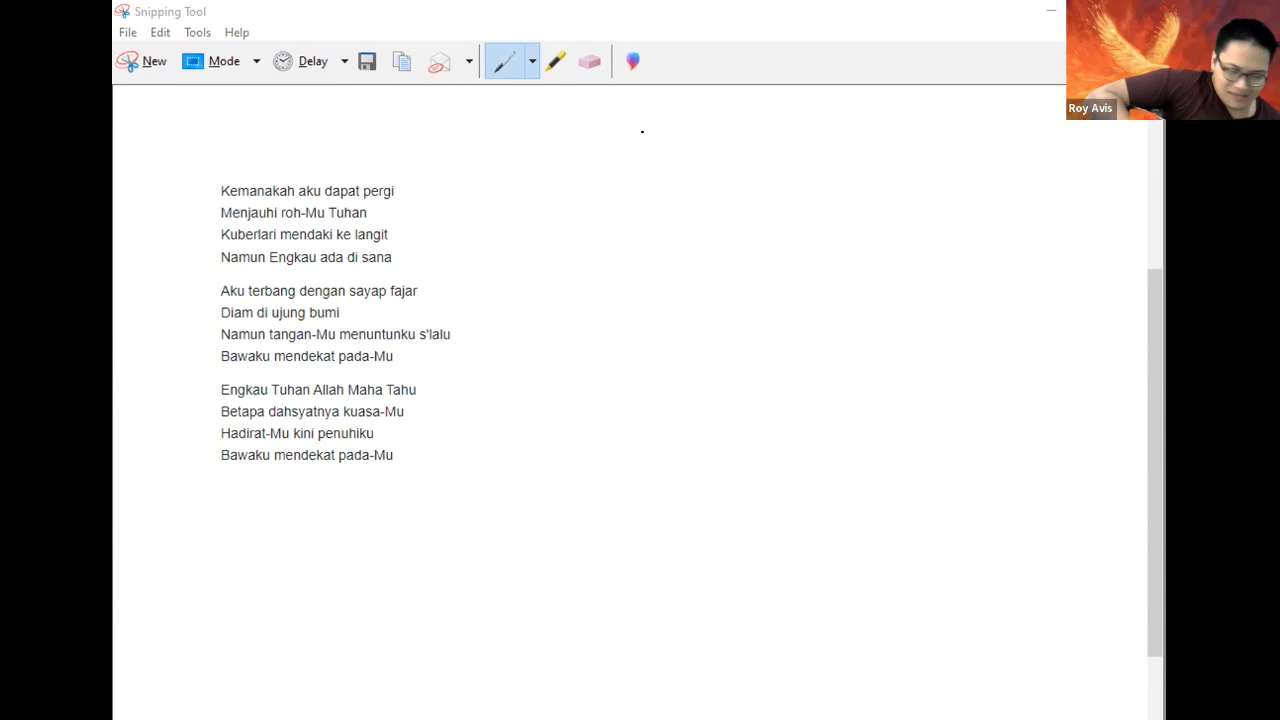 Snipping Tool
File Edit Tools Help
New Mode Delay
Roy Avis
Kemanakah aku dapat pergi
Menjauhi roh-Mu Tuhan
Kuberlari mendaki ke langit
Namun Engkau ada di sana
Aku terbang dengan sayap fajar
Diam di ujung bumi
Namun tangan-Mu menuntunku s'lalu
Bawaku mendekat pada-Mu
Engkau Tuhan Allah Maha Tahu
Betapa dahsyatnya kuasa-Mu
Hadirat-Mu kini penuhiku
Bawaku mendekat pada-Mu